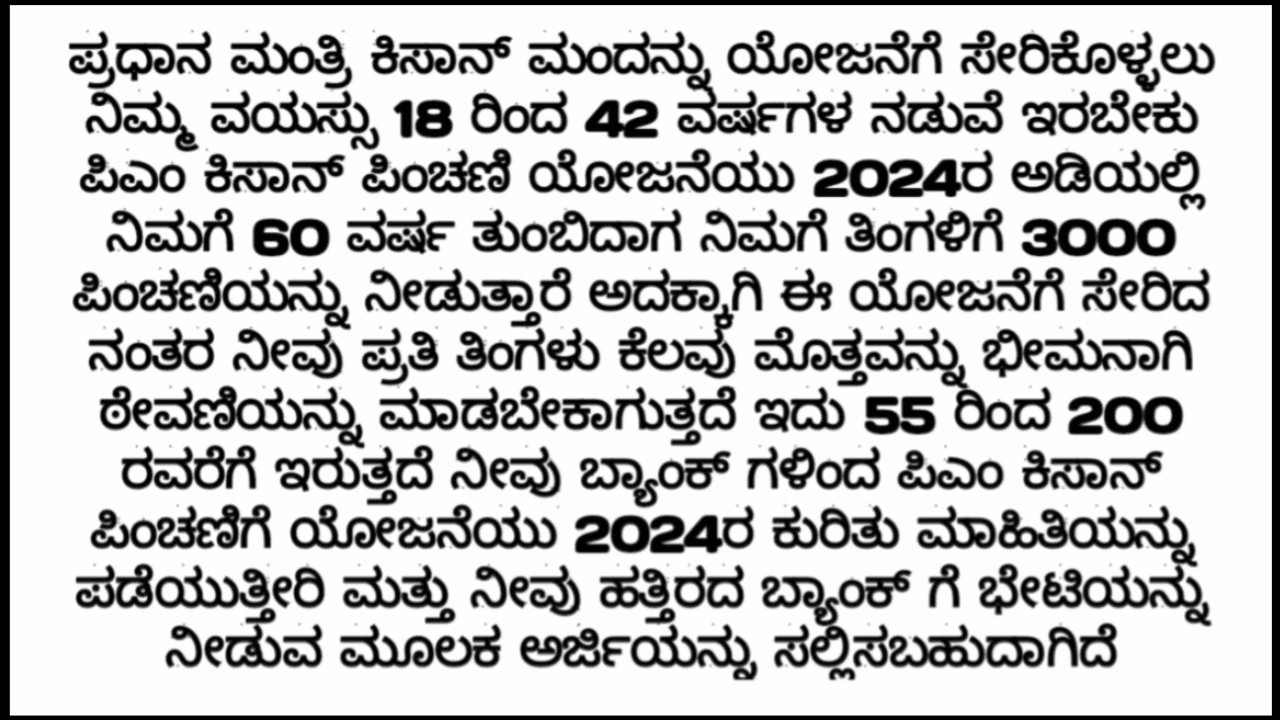 ಪ್ರಧಾನ ಮಂತ್ರಿ ಕಿಸಾನ್ ಮಂದನ್ನು ಯೋಜನೆಗೆ ಸೇರಿಕೊಳ್ಳಲು
ನಿಮ್ಮ ವಯಸ್ಸು 18 ರಿಂದ 42 ವರ್ಷಗಳ ನಡುವೆ ಇರಬೇಕು
ಪಿಎಂ ಕಿಸಾನ್ ಪಿಂಚಣಿ ಯೋಜನೆಯು 2024ರ ಅಡಿಯಲ್ಲಿ
ನಿಮಗೆ 60 ವರ್ಷ ತುಂಬಿದಾಗ ನಿಮಗೆ ತಿಂಗಳಿಗೆ 3000
ಪಿಂಚಣಿಯನ್ನು ನೀಡುತ್ತಾರೆ ಅದಕ್ಕಾಗಿ ಈ ಯೋಜನೆಗೆ ಸೇರಿದ
ನಂತರ ನೀವು ಪ್ರತಿ ತಿಂಗಳು ಕೆಲವು ಮೊತ್ತವನ್ನು ಭೀಮನಾಗಿ
ಠೇವಣಿಯನ್ನು ಮಾಡಬೇಕಾಗುತ್ತದೆ ಇದು 55 ರಿಂದ 200
ರವರೆಗೆ ಇರುತ್ತದೆ ನೀವು ಬ್ಯಾಂಕ್ ಗಳಿಂದ ಪಿಎಂ ಕಿಸಾನ್
ಪಿಂಚಣಿಗೆ ಯೋಜನೆಯು 2024ರ ಕುರಿತು ಮಾಹಿತಿಯನ್ನು
ಪಡೆಯುತ್ತೀರಿ ಮತ್ತು ನೀವು ಹತ್ತಿರದ ಬ್ಯಾಂಕ್ ಗೆ ಭೇಟಿಯನ್ನು
ನೀಡುವ ಮೂಲಕ ಅರ್ಜಿಯನ್ನು ಸಲ್ಲಿಸಬಹುದಾಗಿದೆ